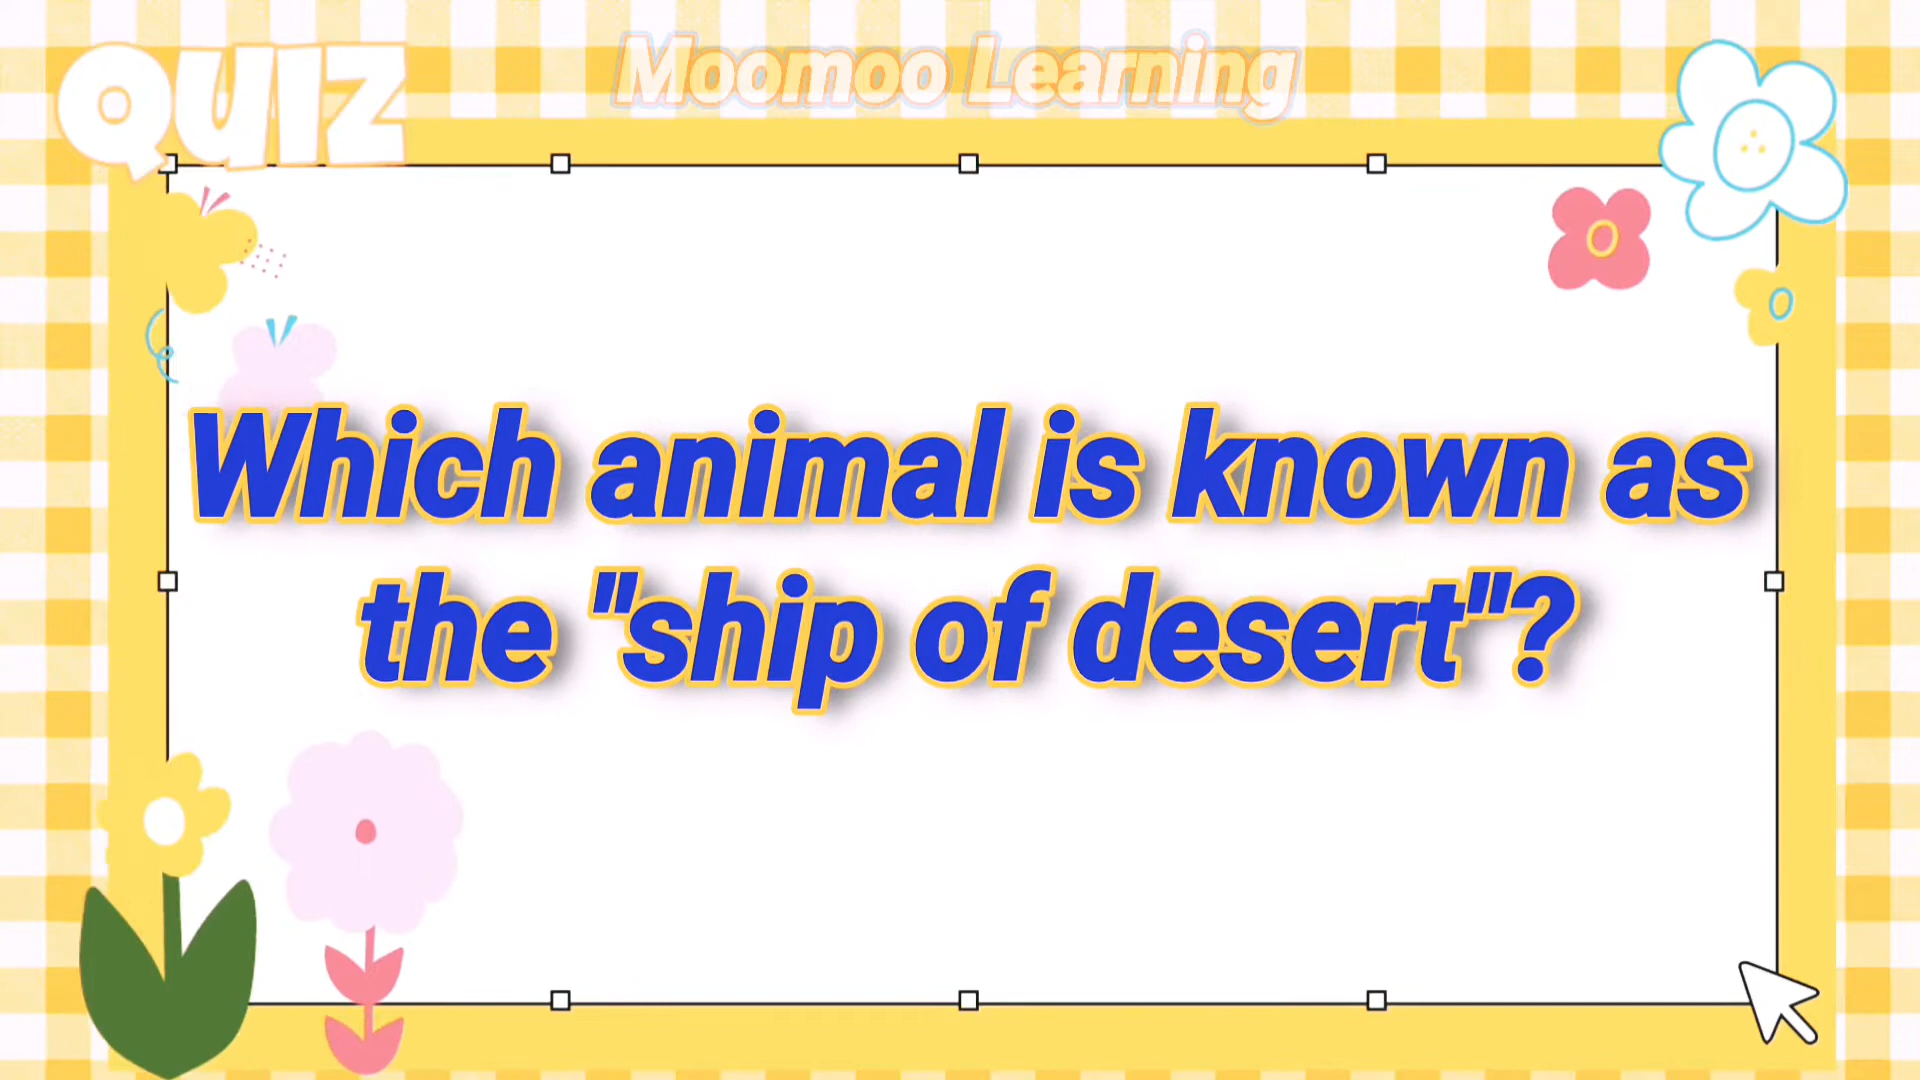 QUIZ
Moomoo Learning
Which animal is known as
the "ship of desert"?